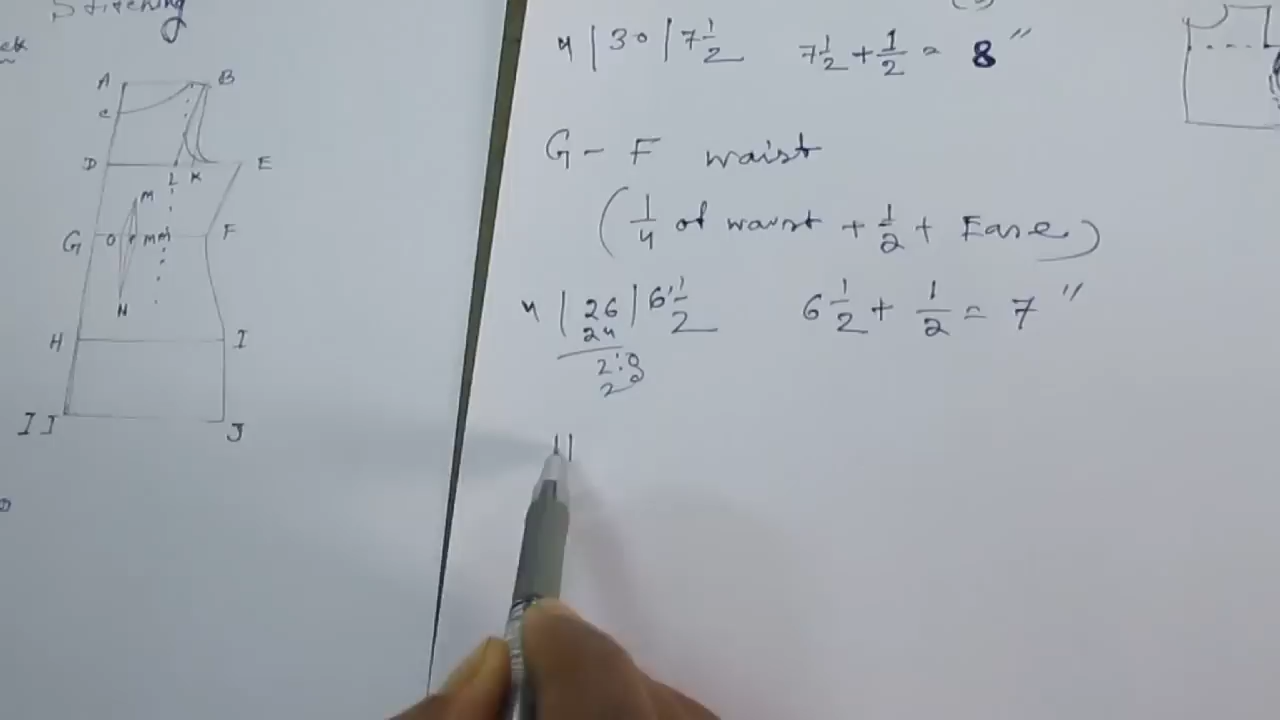 Stitching
A B
C
D L K E
M
G O F
N
H I
I J J
4 | 30 | 7 1/2 7 1/2 + 1/2 = 8"
G - F waist
( 1/4 of waist + 1/2 + Ease )
4 | 26 | 6 1/2 6 1/2 + 1/2 = 7"
24
2